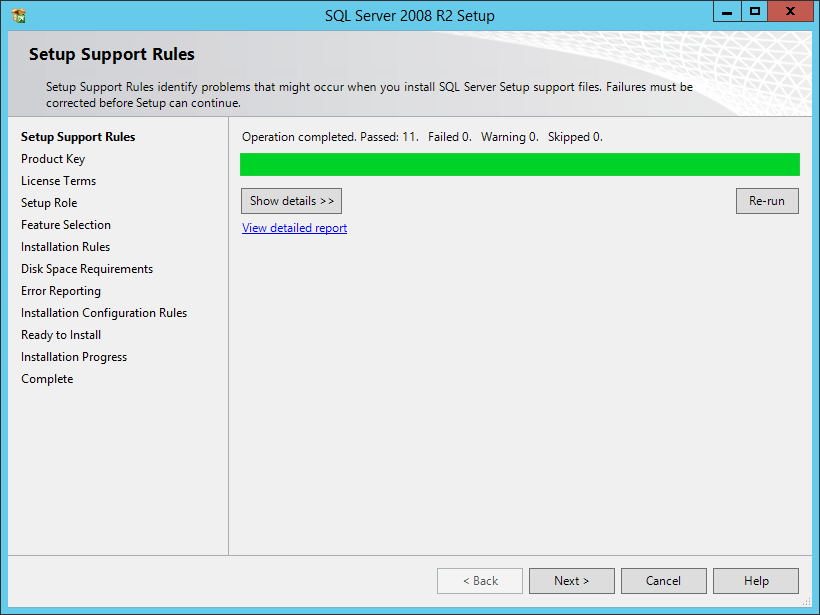 SQL Server 2008 R2 Setup
Setup Support Rules
Setup Support Rules identify problems that might occur when you install SQL Server Setup support files. Failures must be
corrected before Setup can continue.
Setup Support Rules
Product Key
License Terms
Setup Role
Feature Selection
Installation Rules
Disk Space Requirements
Error Reporting
Installation Configuration Rules
Ready to Install
Installation Progress
Complete
Operation completed. Passed: 11. Failed 0. Warning 0. Skipped 0.
Show details >>
Re-run
View detailed report
< Back
Next >
Cancel
Help